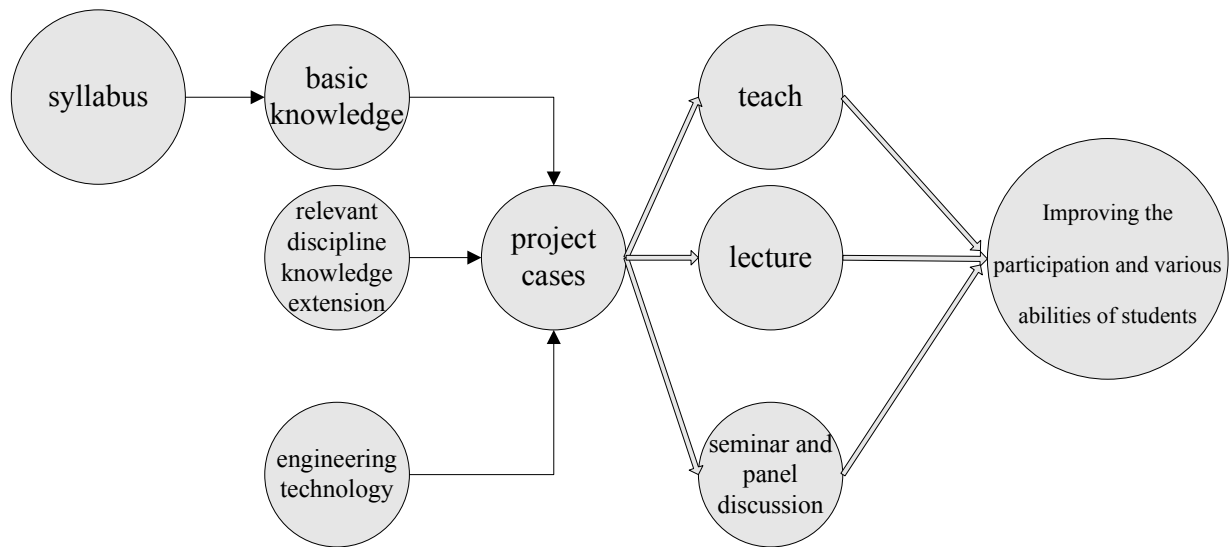 syllabus
basic
knowledge
relevant
discipline
knowledge
extension
engineering
technology
project
cases
teach
lecture
seminar and
panel
discussion
Improving the
participation and various
abilities of students